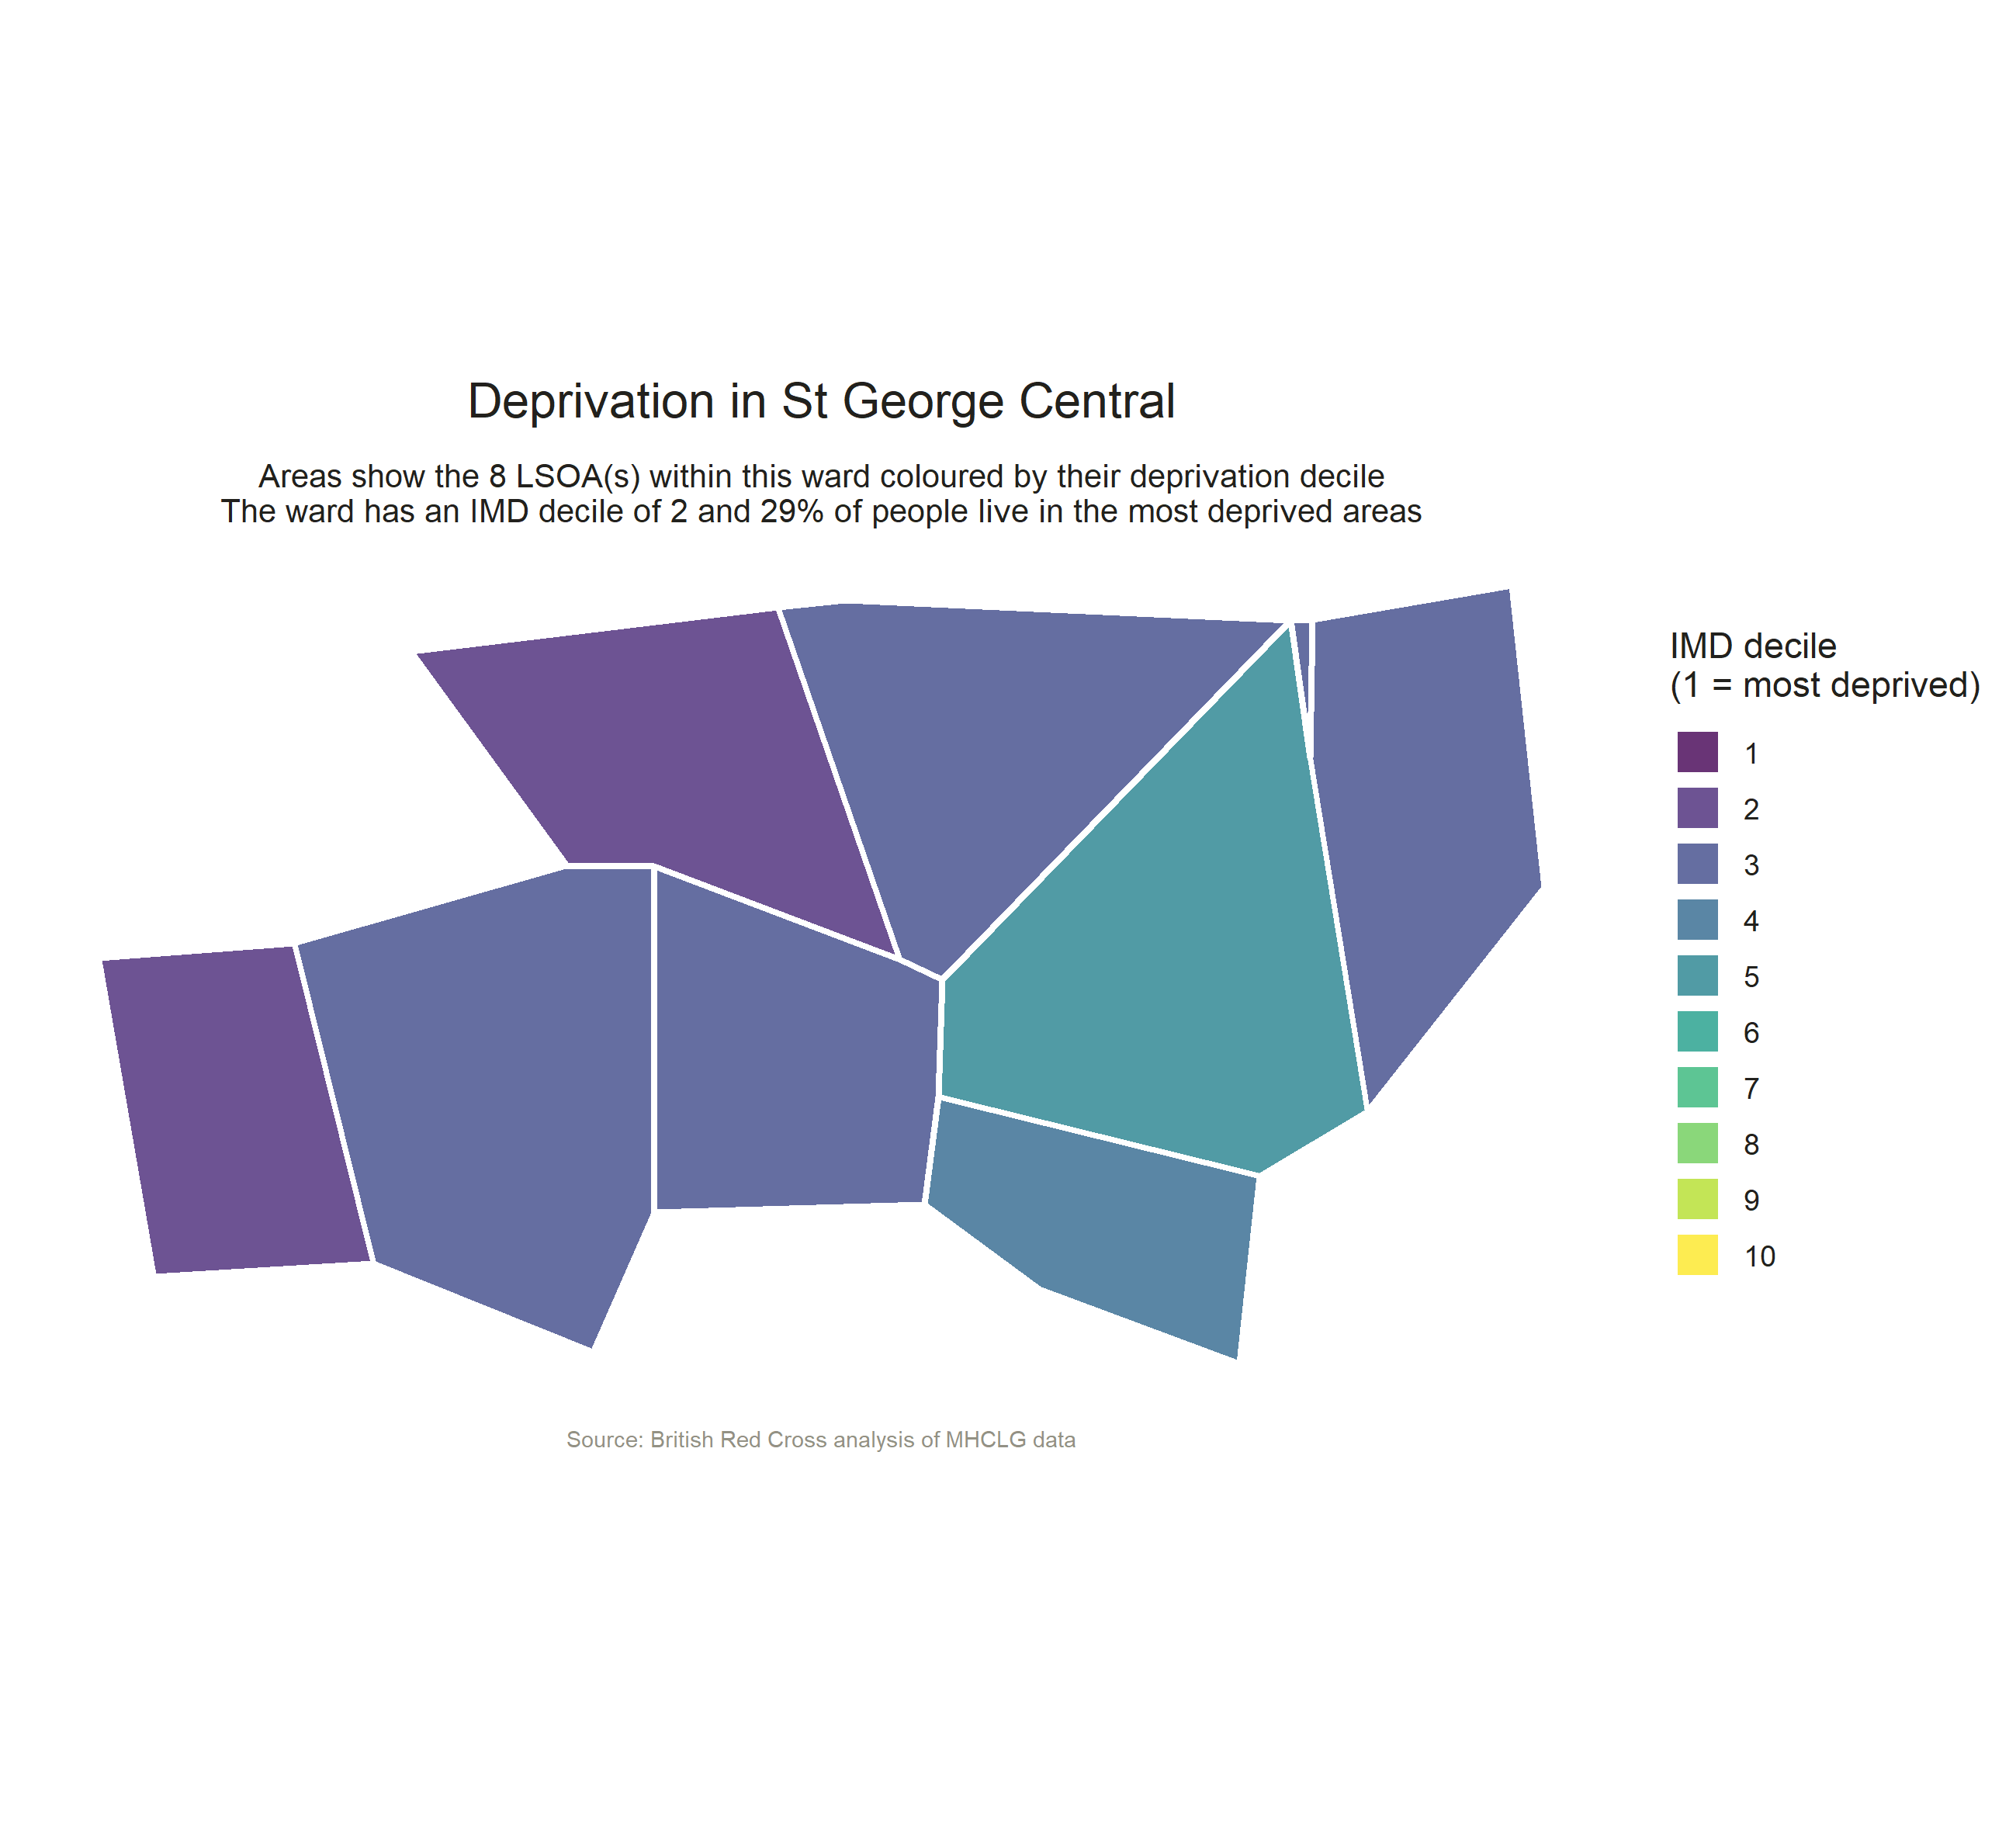 Deprivation in St George Central
Areas show the 8 LSOA(s) within this ward coloured by their deprivation decile
The ward has an IMD decile of 2 and 29% of people live in the most deprived areas
IMD decile
(1 = most deprived)
1
2
3
4
5
6
7
8
9
10
Source: British Red Cross analysis of MHCLG data